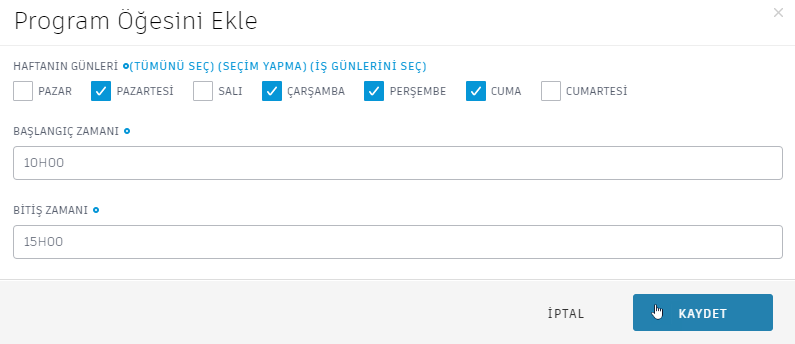 Program Öğesini Ekle
HAFTANIN GÜNLERİ (TÜMÜNÜ SEÇ) (SEÇİM YAPMA) (İŞ GÜNLERİNİ SEÇ)
PAZAR PAZARTESİ SALI ÇARŞAMBA PERŞEMBE CUMA CUMARTESİ
BAŞLANGIÇ ZAMANI
10H00
BİTİŞ ZAMANI
15H00
İPTAL KAYDET